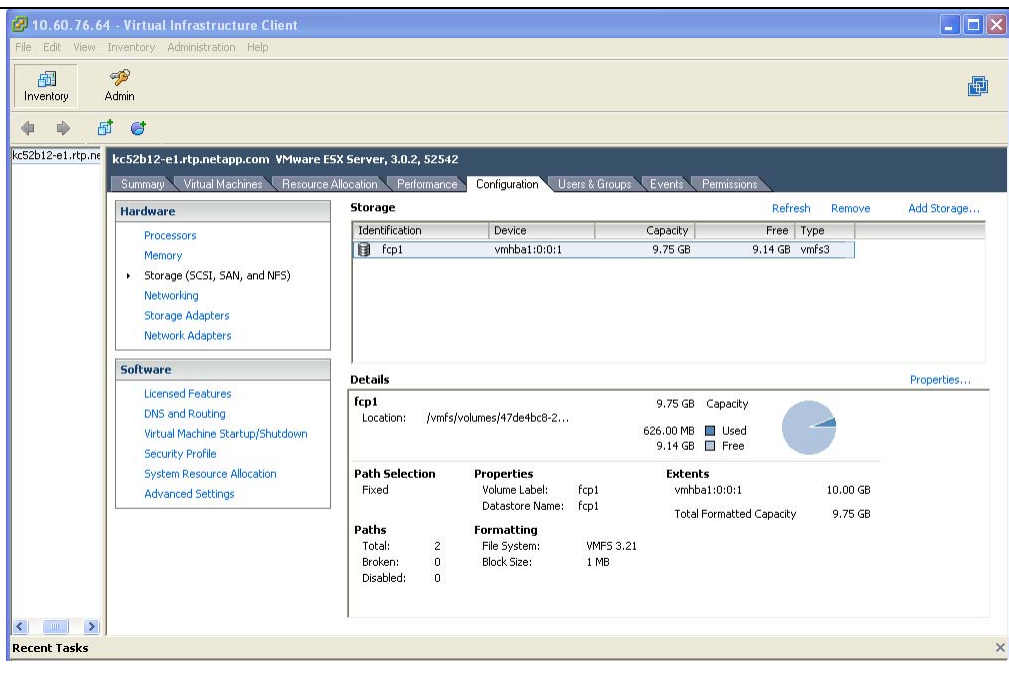 10.60.76.64 - Virtual Infrastructure Client
File Edit View Inventory Administration Help
Inventory Admin
kc52b12-e1.rtp.ne
kc52b12-e1.rtp.netapp.com VMware ESX Server, 3.0.2, 52542
Summary Virtual Machines Resource Allocation Performance Configuration Users & Groups Events Permissions
Hardware
Processors
Memory
Storage (SCSI, SAN, and NFS)
Networking
Storage Adapters
Network Adapters
Software
Licensed Features
DNS and Routing
Virtual Machine Startup/Shutdown
Security Profile
System Resource Allocation
Advanced Settings
Storage Refresh Remove Add Storage...
Identification Device Capacity Free Type
fcp1 vmhba1:0:0:1 9.75 GB 9.14 GB vmfs3
Details Properties...
fcp1 9.75 GB Capacity
Location: /vmfs/volumes/47de4bc8-2...
626.00 MB Used
9.14 GB Free
Path Selection
Fixed
Properties
Volume Label: fcp1
Datastore Name: fcp1
Extents
vmhba1:0:0:1 10.00 GB
Total Formatted Capacity 9.75 GB
Paths
Total: 2
Broken: 0
Disabled: 0
Formatting
File System: VMFS 3.21
Block Size: 1 MB
Recent Tasks